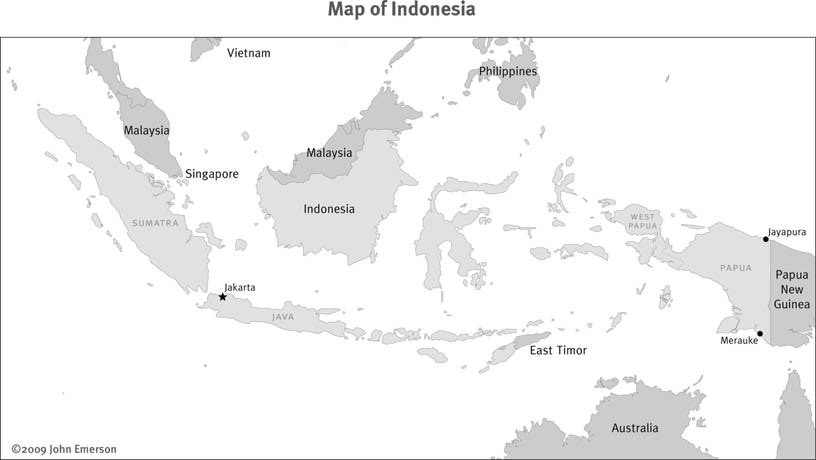 Map of Indonesia
Vietnam
Philippines
Malaysia
Malaysia
Singapore
Indonesia
SUMATRA
WEST
PAPUA
Jayapura
PAPUA
Papua
New
Guinea
Jakarta
JAVA
Merauke
East Timor
Australia
©2009 John Emerson